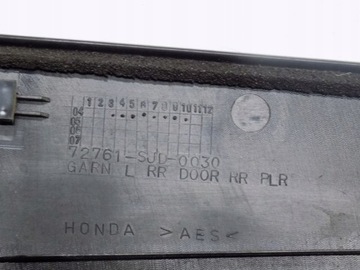 1 2 3 4 5 6 7 8 9 10 11 12
04
05
06
07
72761-SJD-0030
GARN L RR DOOR RR PLR
HONDA >AES<